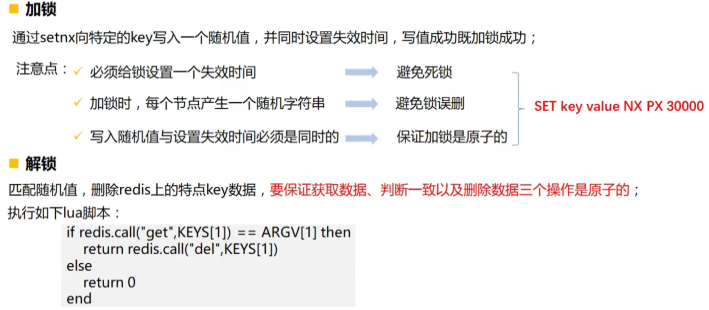 加锁
通过setnx向特定的key写入一个随机值，并同时设置失效时间，写值成功既加锁成功；
注意点：
必须给锁设置一个失效时间 避免死锁
加锁时，每个节点产生一个随机字符串 避免锁误删
SET key value NX PX 30000
写入随机值与设置失效时间必须是同时的 保证加锁是原子的
解锁
匹配随机值，删除redis上的特点key数据，要保证获取数据、判断一致以及删除数据三个操作是原子的；
执行如下lua脚本：
if redis.call("get",KEYS[1]) == ARGV[1] then
return redis.call("del",KEYS[1])
else
return 0
end